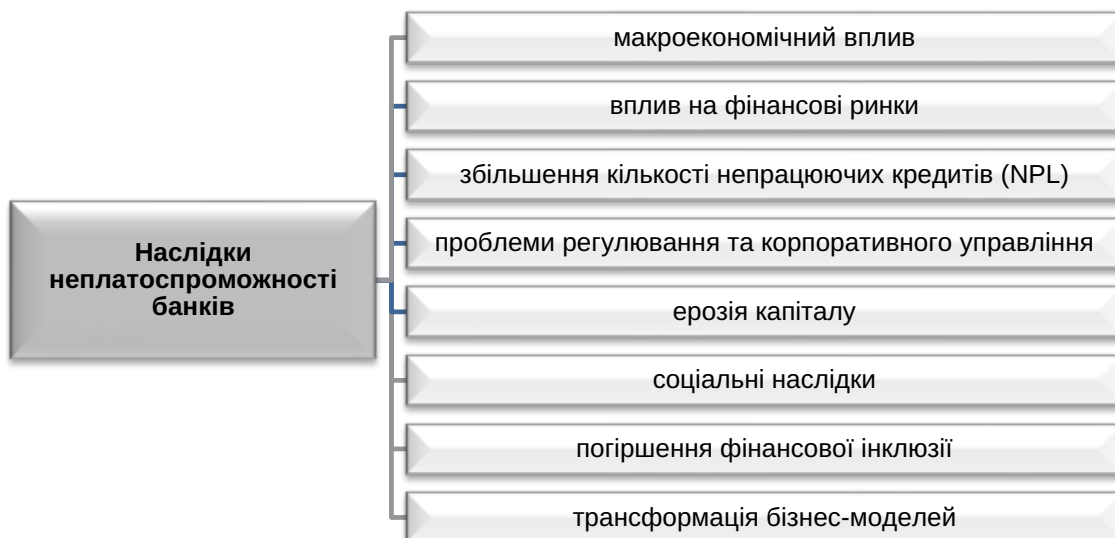 макроекономічний вплив
вплив на фінансові ринки
збільшення кількості непрацюючих кредитів (NPL)
проблеми регулювання та корпоративного управління
Наслідки
неплатоспроможності
банків
ерозія капіталу
соціальні наслідки
погіршення фінансової інклюзії
трансформація бізнес-моделей